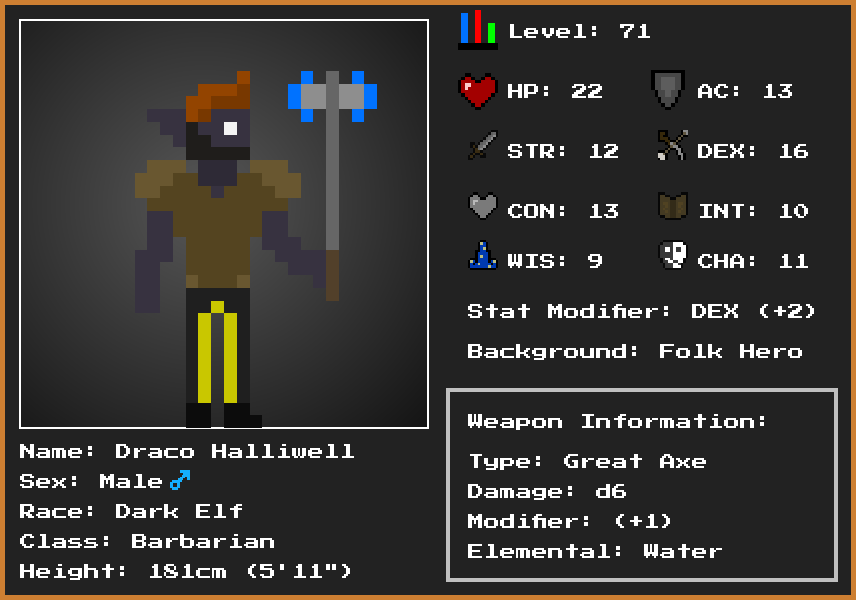 Level: 71
HP: 22
AC: 13
STR: 12
DEX: 16
CON: 13
INT: 10
WIS: 9
CHA: 11
Stat Modifier: DEX (+2)
Background: Folk Hero
Weapon Information:
Type: Great Axe
Damage: d6
Modifier: (+1)
Elemental: Water
Name: Draco Halliwell
Sex: Male♂
Race: Dark Elf
Class: Barbarian
Height: 181cm (5'11")